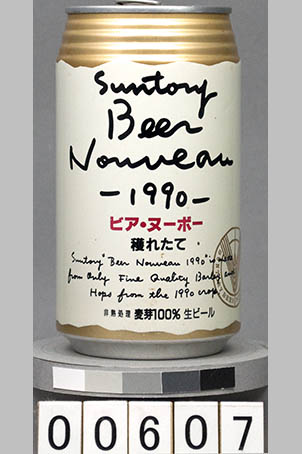 Suntory
Beer
Nouveau
-1990-
ビア・ヌーボー
穫れたて
Suntory "Beer Nouveau 1990" is made
from Only Fine Quality Barley and
Hops from the 1990 crop.
非熱処理 麦芽100% 生ビール
00607